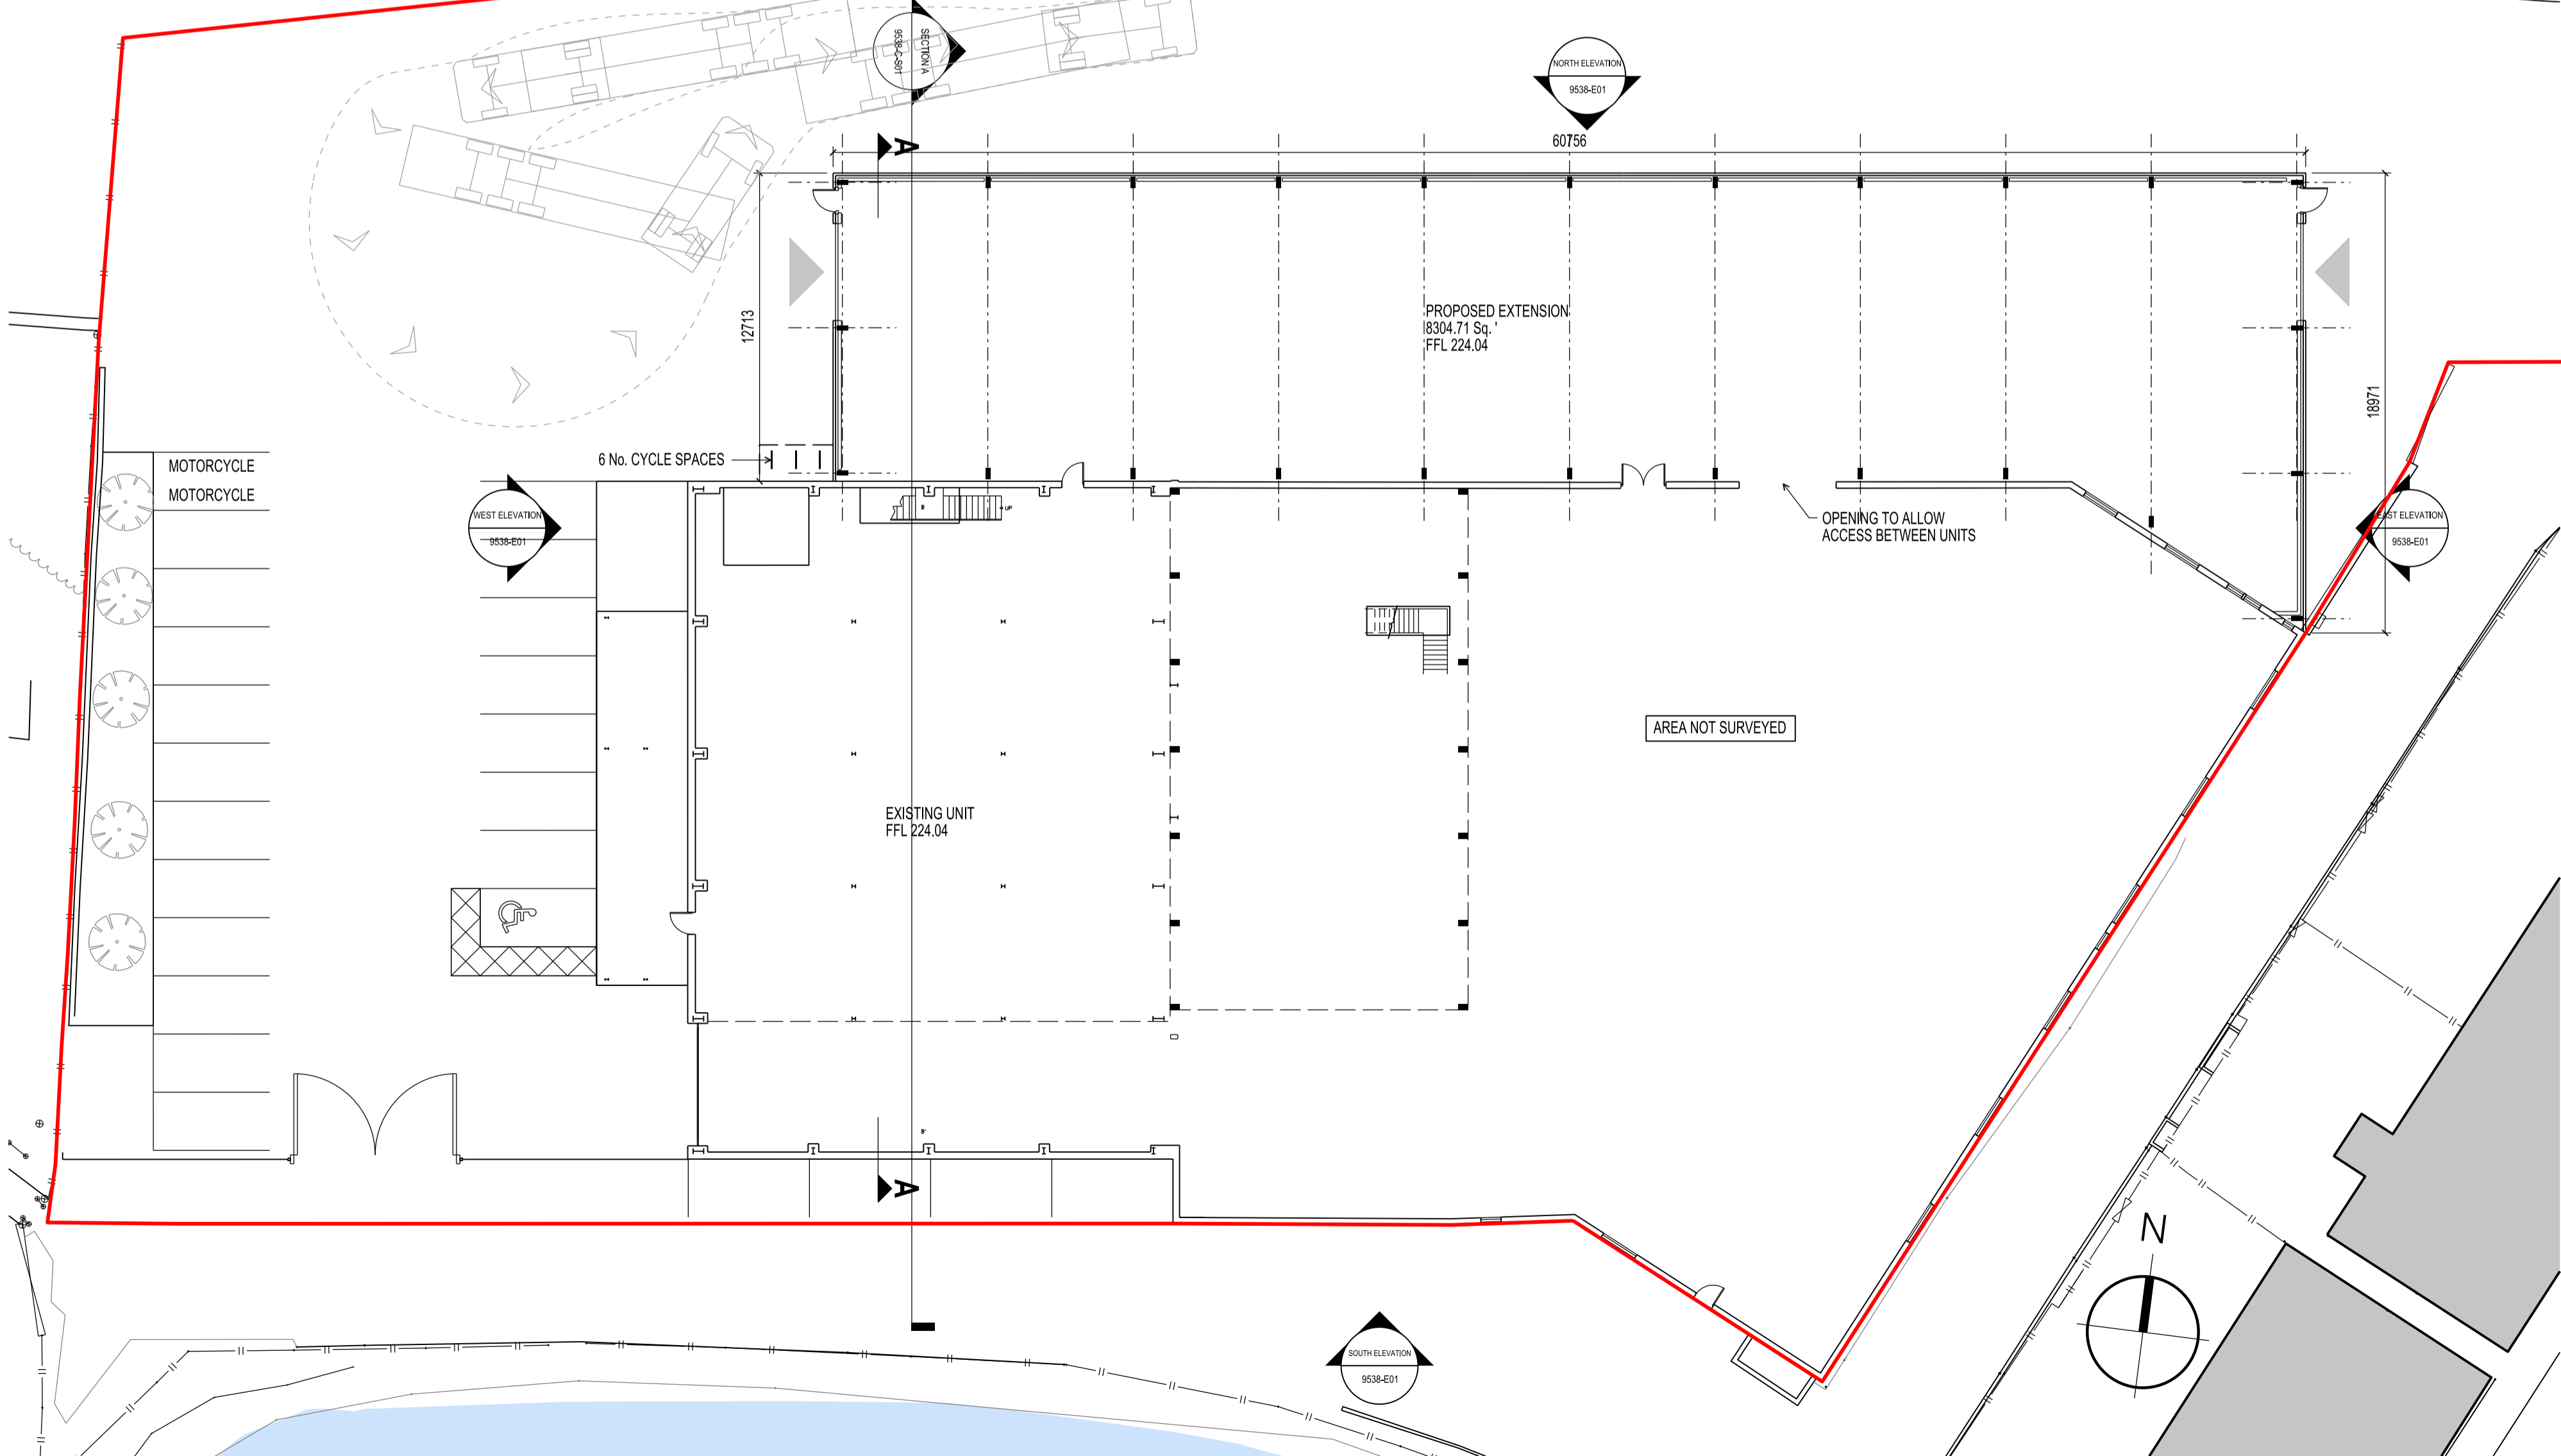 SECTION A
9538-C-S01
NORTH ELEVATION
9538-E01
A
60756
12713
PROPOSED EXTENSION
8304.71 Sq. '
FFL 224.04
18971
6 No. CYCLE SPACES
MOTORCYCLE
MOTORCYCLE
WEST ELEVATION
9538-E01
UP
B
OPENING TO ALLOW
ACCESS BETWEEN UNITS
EAST ELEVATION
9538-E01
AREA NOT SURVEYED
EXISTING UNIT
FFL 224.04
B'
A
N
SOUTH ELEVATION
9538-E01